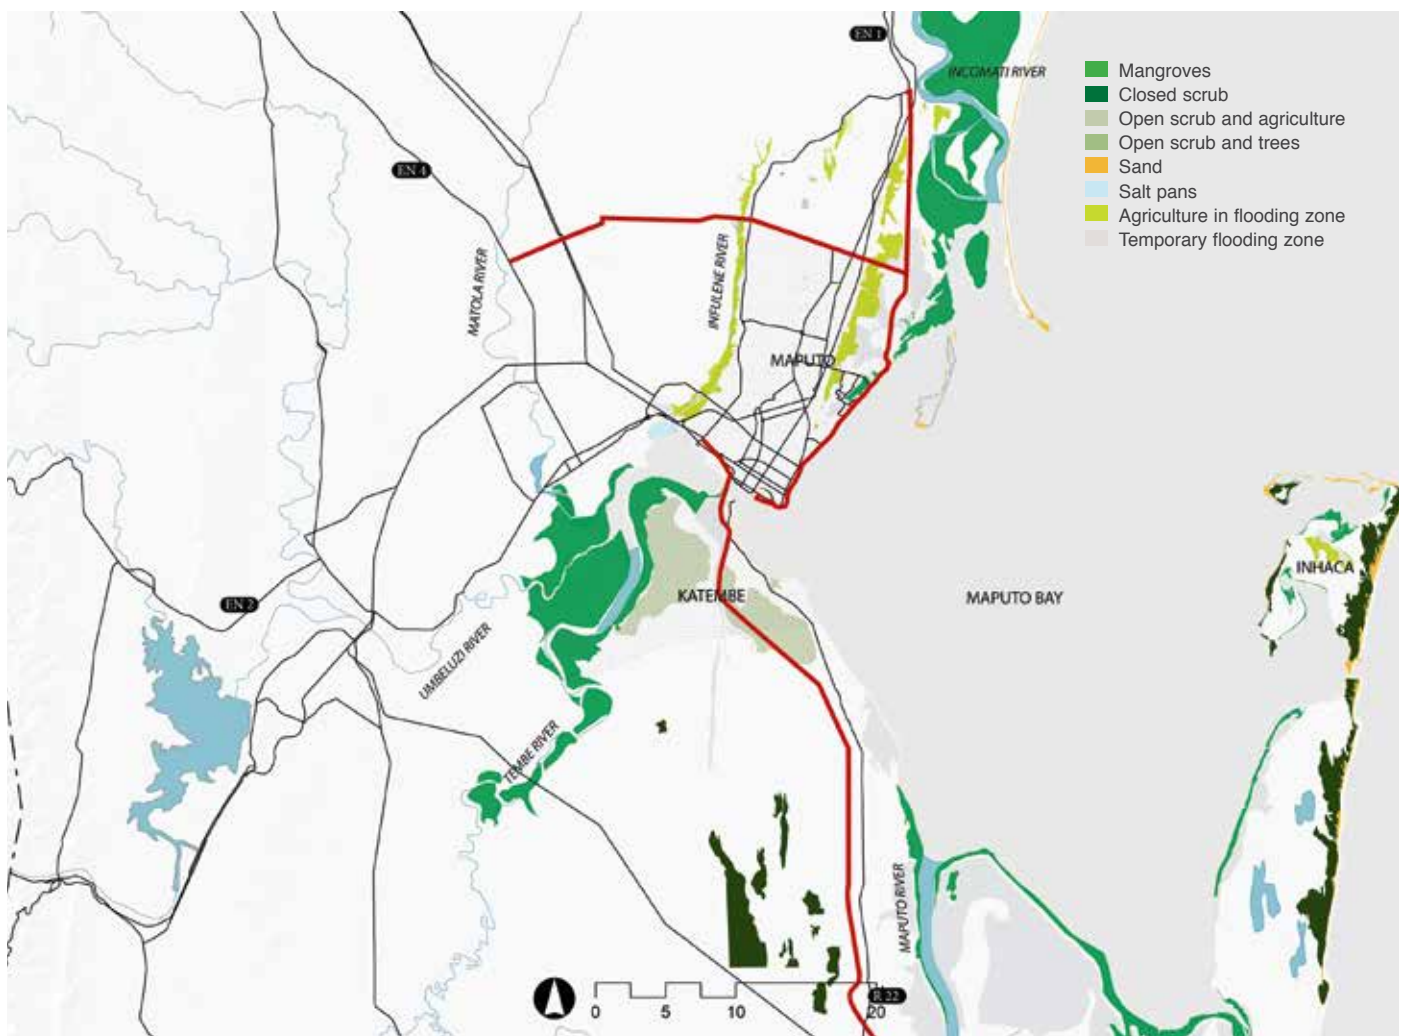 EN 1
INCOMATI RIVER
Mangroves
Closed scrub
Open scrub and agriculture
Open scrub and trees
Sand
Salt pans
Agriculture in flooding zone
Temporary flooding zone
EN 4
MATOLA RIVER
INFULENE RIVER
MAPUTO
INHACA
KATEMBE
MAPUTO BAY
EN 2
UMBELUZI RIVER
TEMBE RIVER
MAPUTO RIVER
R 22
0 5 10 20